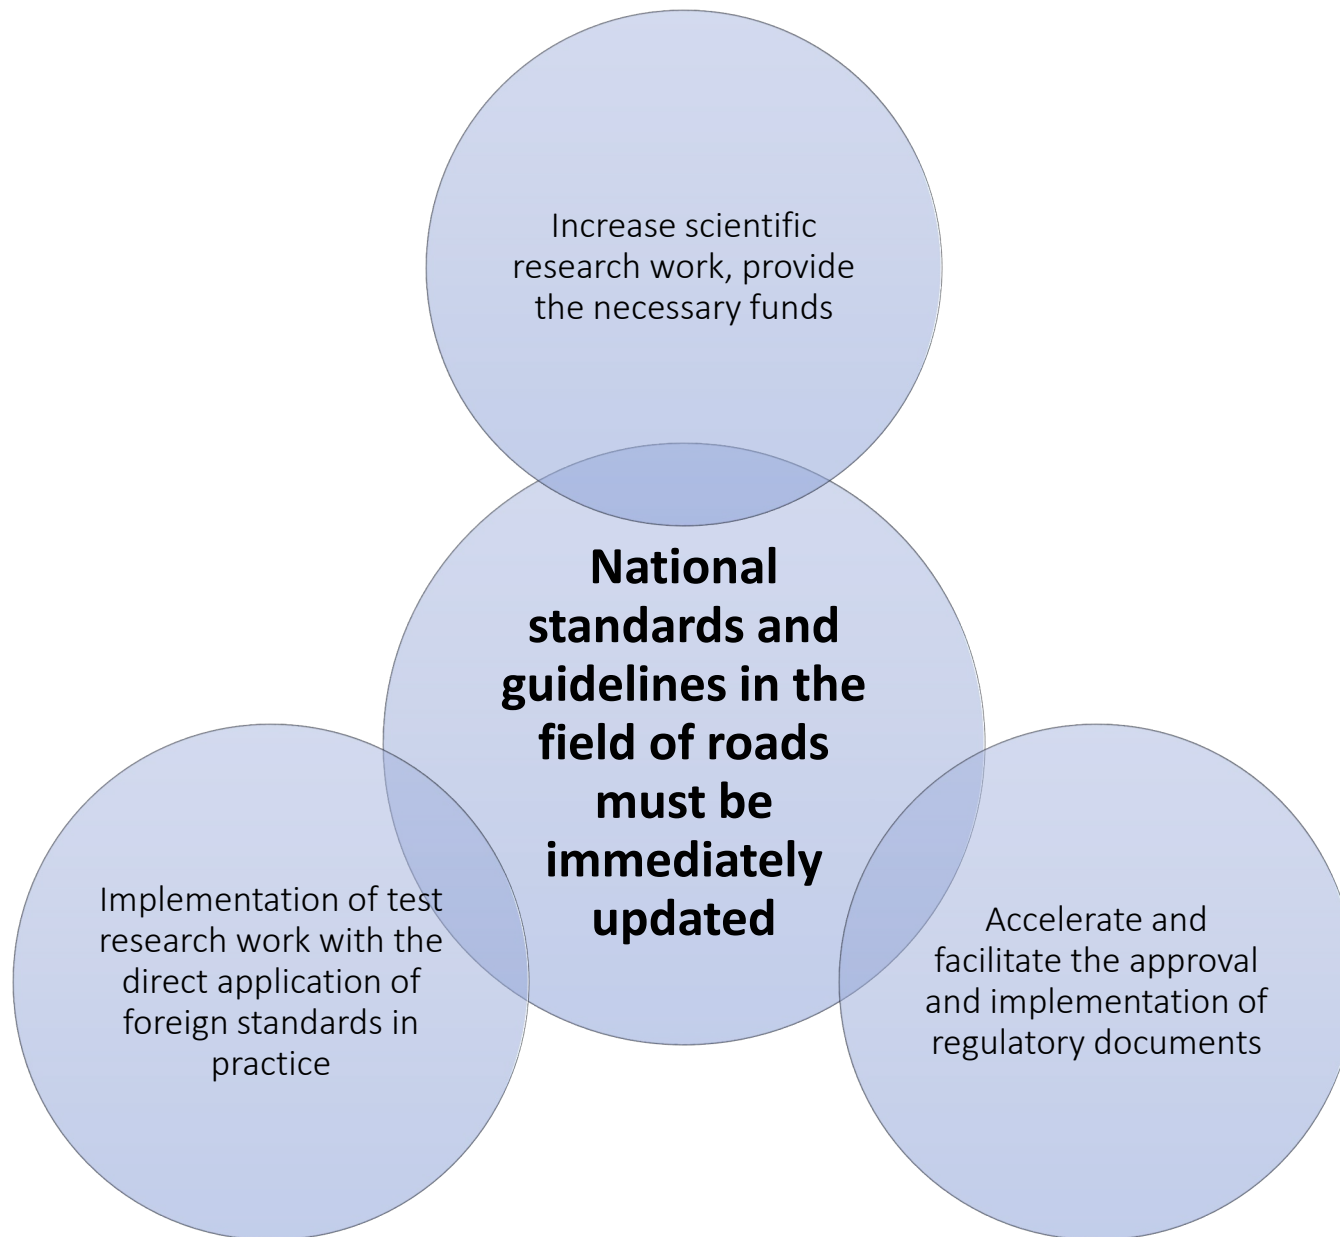 Increase scientific
research work, provide
the necessary funds
National
standards and
guidelines in the
field of roads
must be
immediately
updated
Implementation of test
research work with the
direct application of
foreign standards in
practice
Accelerate and
facilitate the approval
and implementation of
regulatory documents